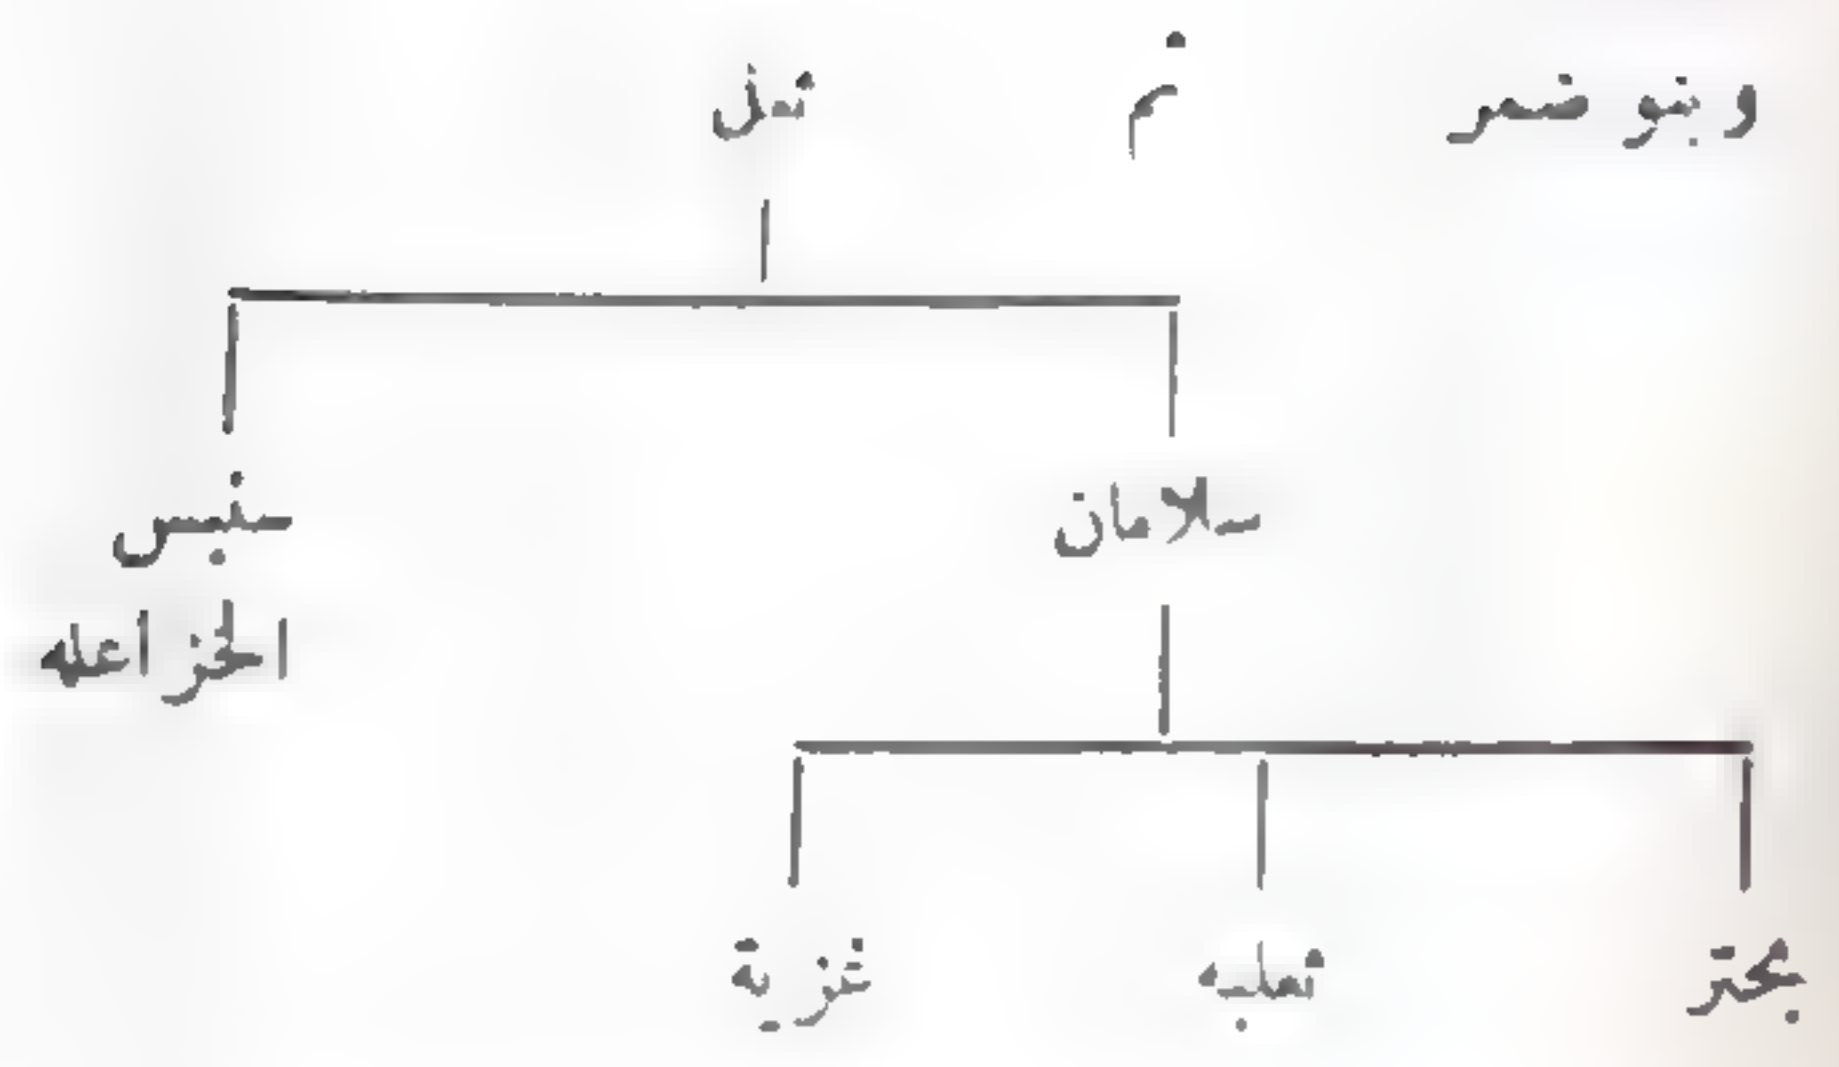 وبنو ضمر ثم ثعل
سلامان سنبس
الخزاعله
بحتر ثعلبه غزية